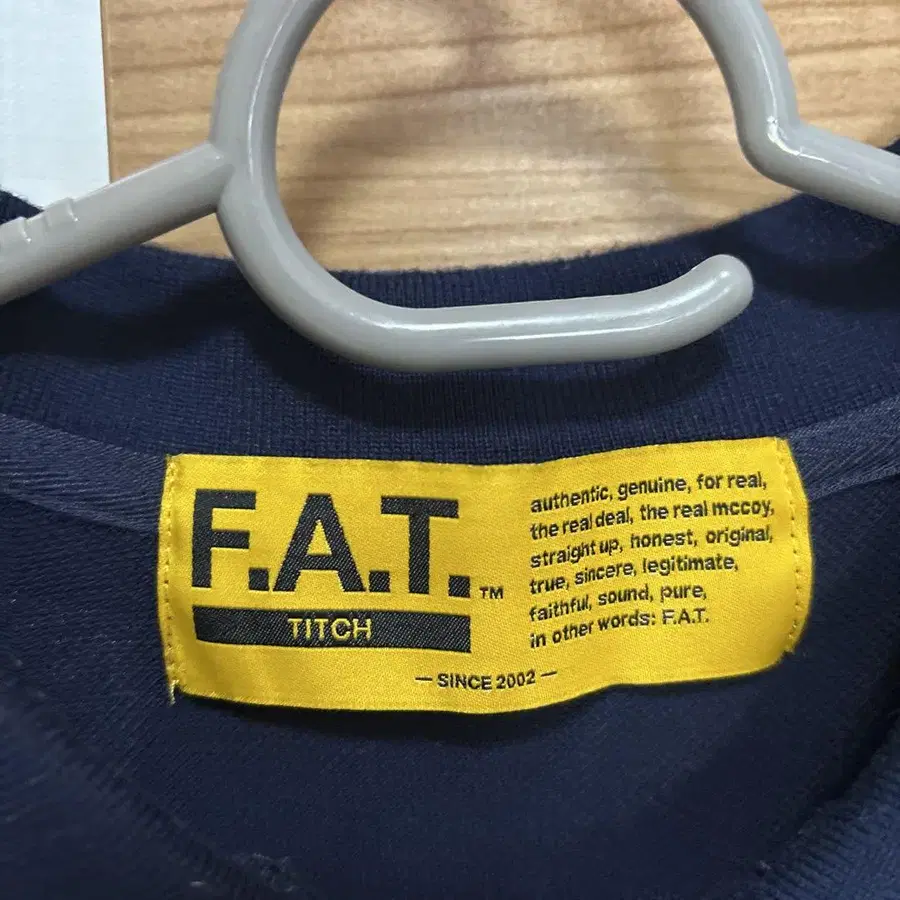 F.A.T.™
TITCH
authentic, genuine, for real,
the real deal, the real mccoy,
straight up, honest, original,
true, sincere, legitimate,
faithful, sound, pure,
in other words: F.A.T.
— SINCE 2002 —